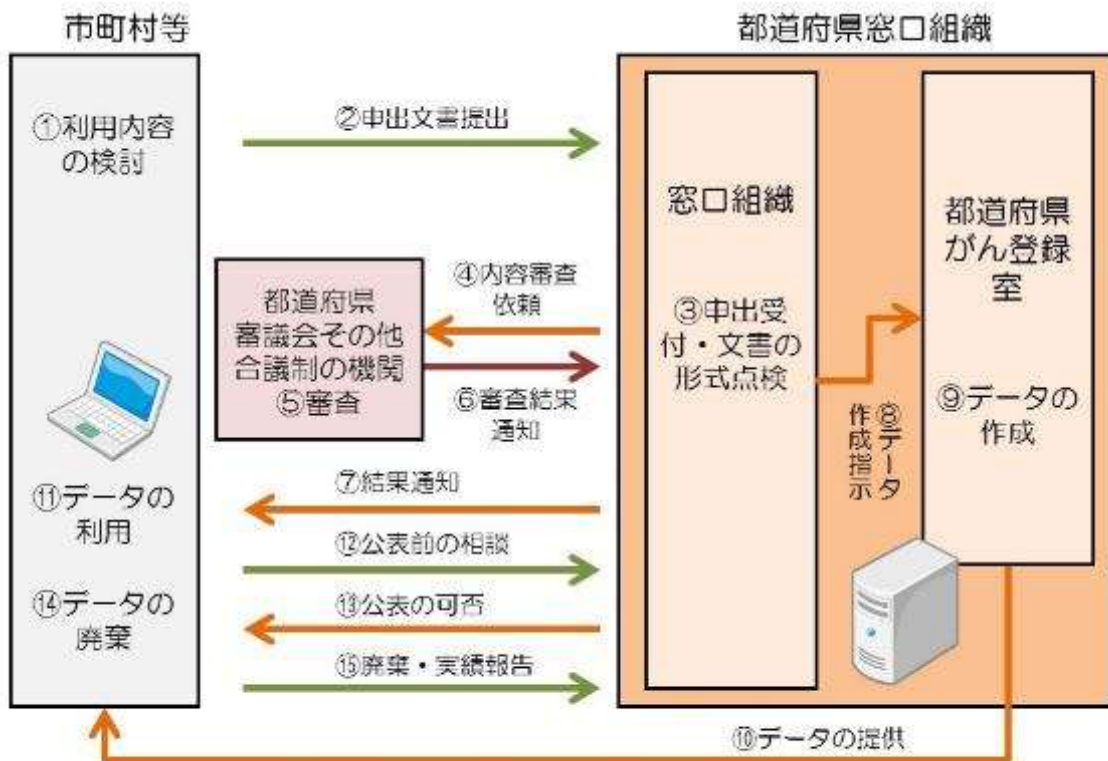 市町村等
都道府県窓口組織
①利用内容
の検討
②申出文書提出
窓口組織
③申出受
付・文書の
形式点検
都道府県
がん登録
室
④内容審査
依頼
都道府県
審議会その他
合議制の機関
⑤審査
⑥審査結果
通知
⑦結果通知
⑧データ
作成指示
⑨データの
作成
⑩データの提供
⑪データの
利用
⑫公表前の相談
⑬公表の可否
⑭データの
廃棄
⑮廃棄・実績報告